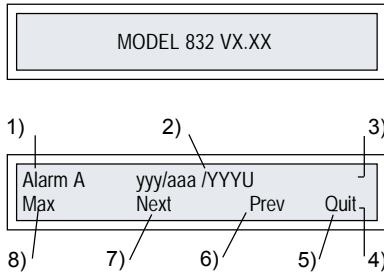 MODEL 832 VX.XX
1) 2) 3)
Alarm A yyy/aaa /YYYU
Max Next Prev Quit
8) 7) 6) 5) 4)